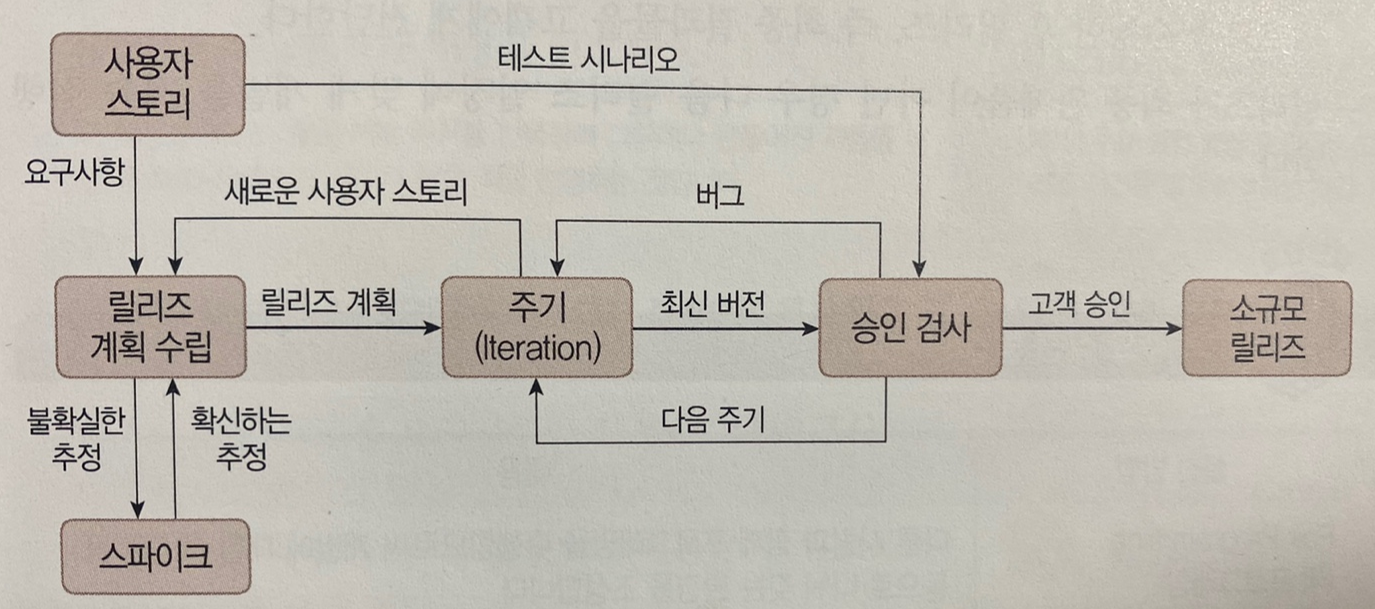 사용자
스토리
테스트 시나리오
요구사항
새로운 사용자 스토리
버그
릴리즈
계획 수립
릴리즈 계획
주기
(Iteration)
최신 버전
승인 검사
고객 승인
소규모
릴리즈
불확실한
추정
확신하는
추정
다음 주기
스파이크